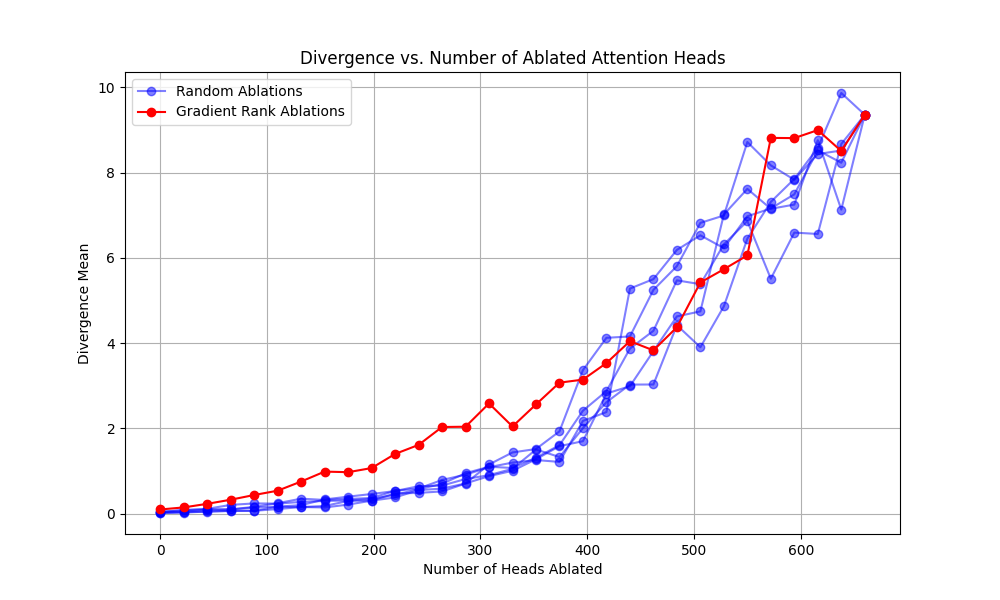 Divergence vs. Number of Ablated Attention Heads
Random Ablations
Gradient Rank Ablations
10
8
6
4
2
0
Divergence Mean
0 100 200 300 400 500 600
Number of Heads Ablated